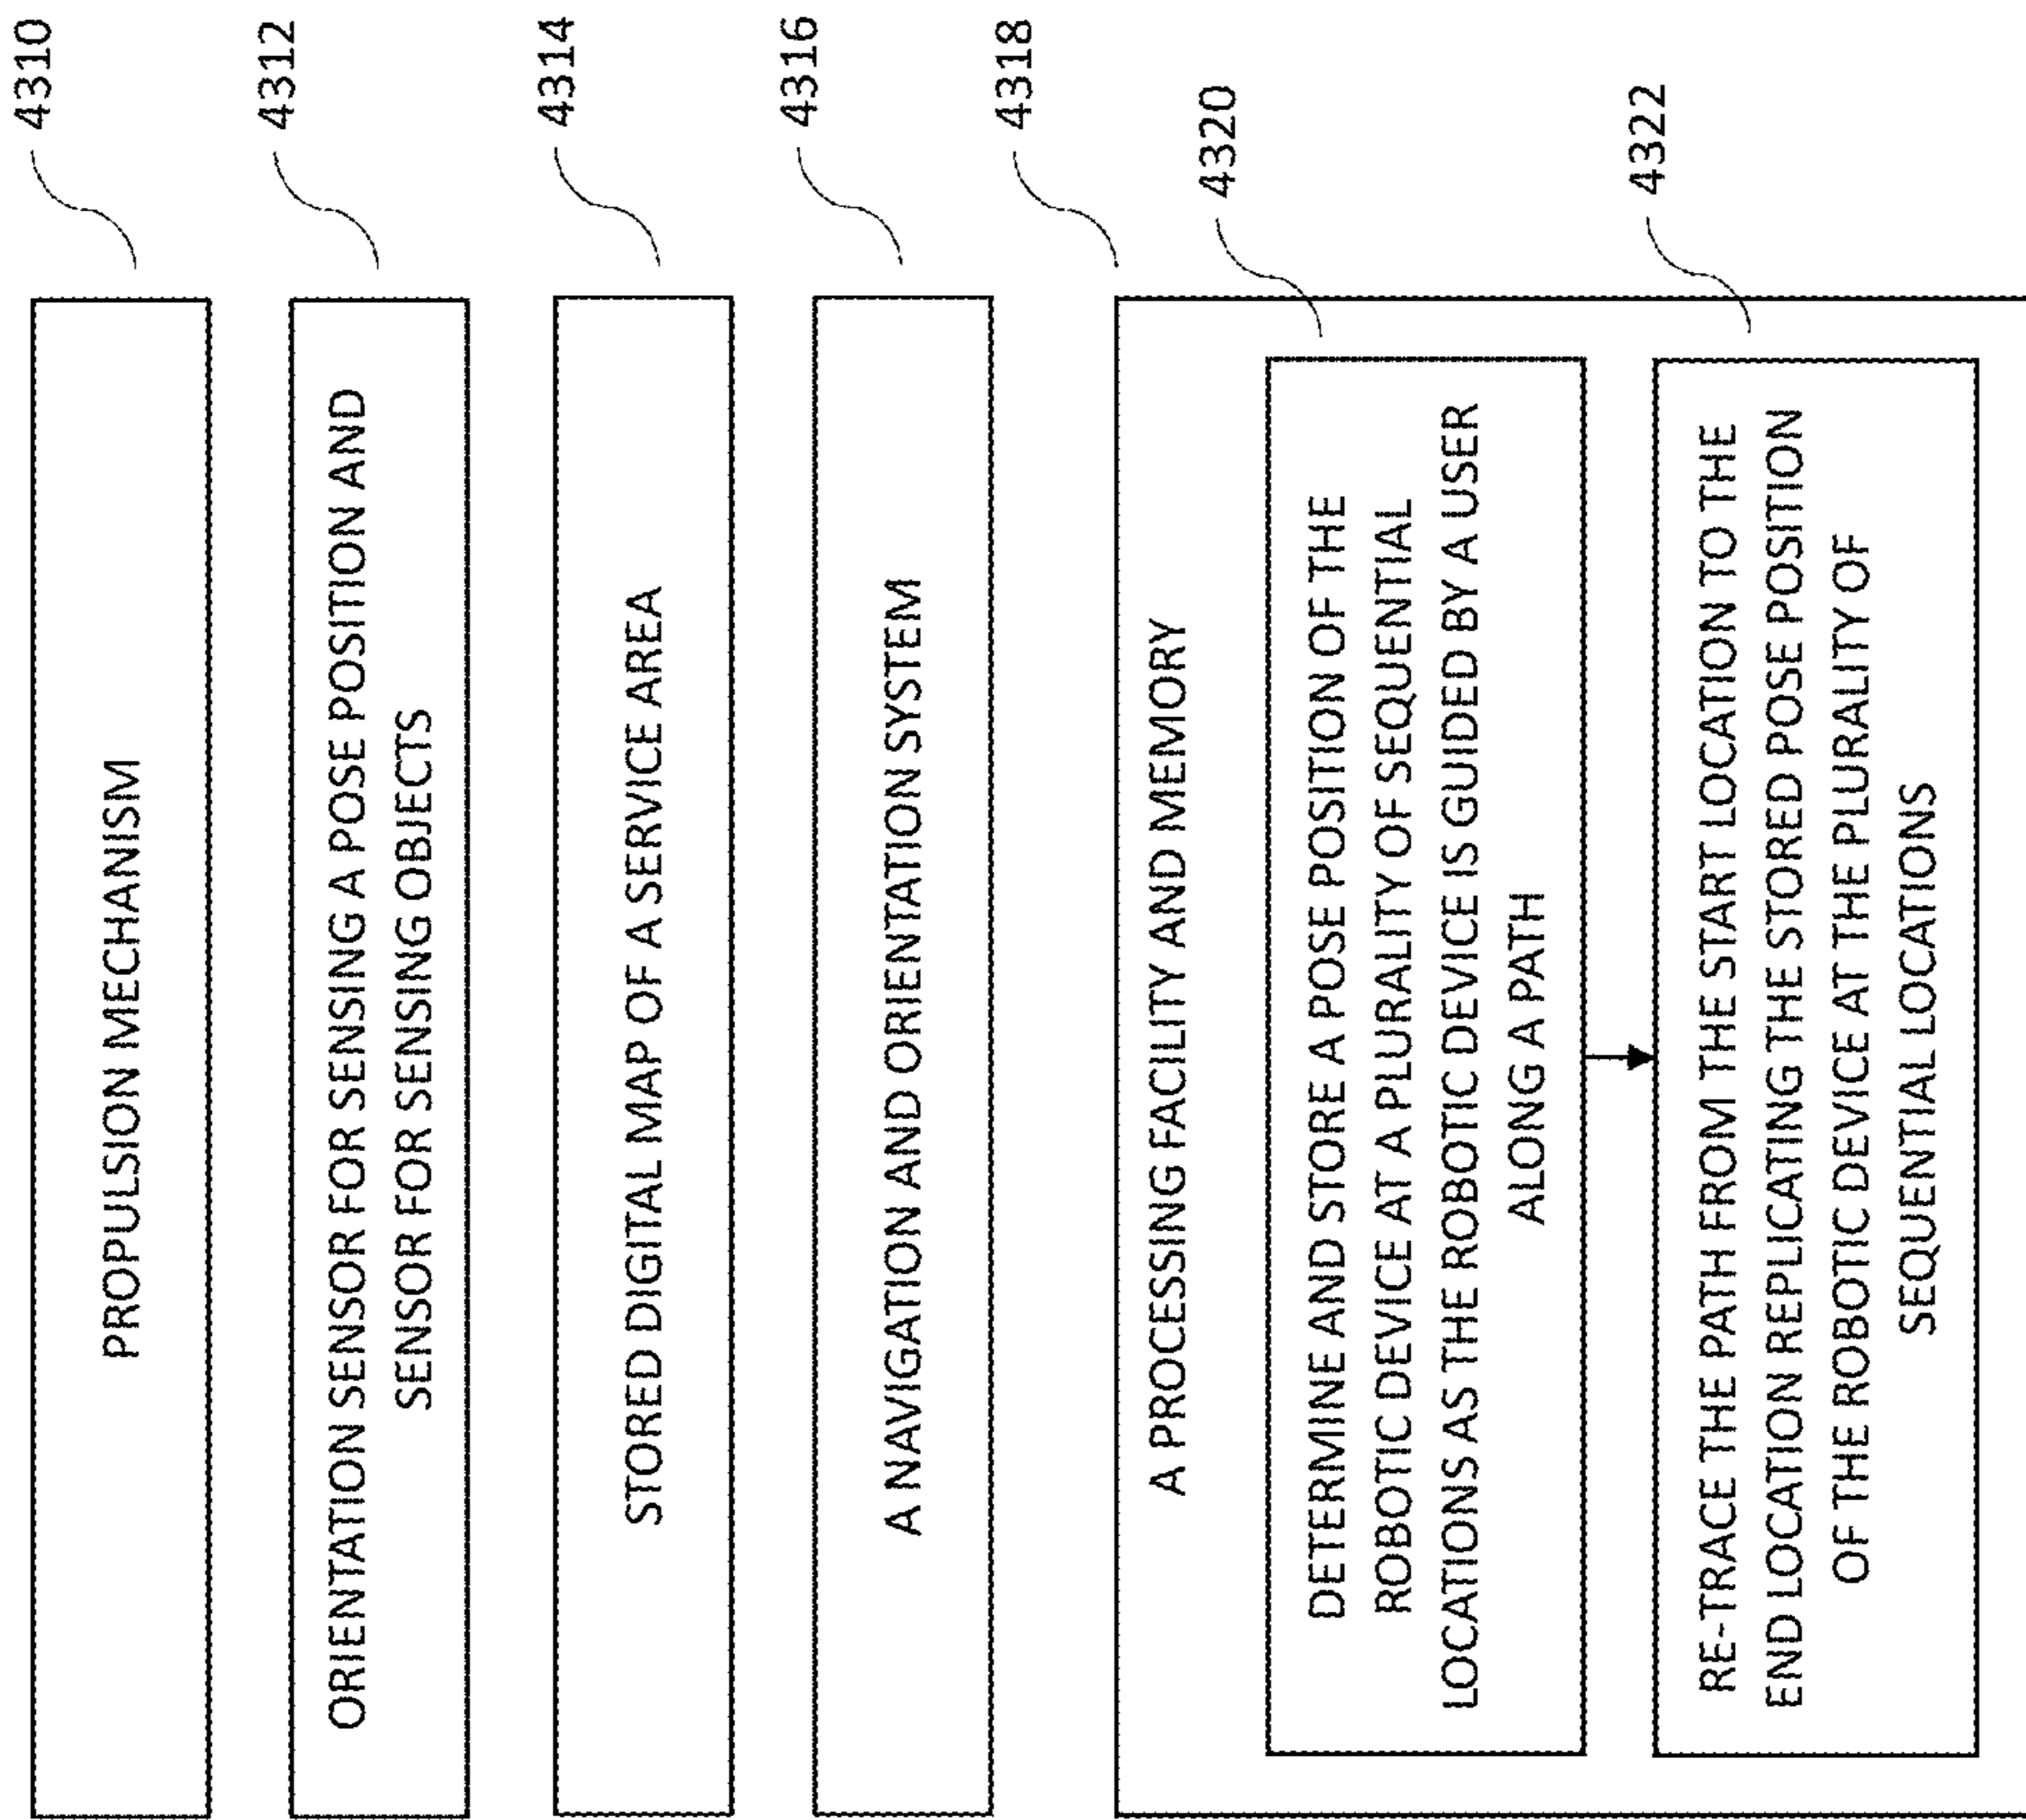 4310
PROPULSION MECHANISM
4312
ORIENTATION SENSOR FOR SENSING A POSE POSITION AND
SENSOR FOR SENSING OBJECTS
4314
STORED DIGITAL MAP OF A SERVICE AREA
4316
A NAVIGATION AND ORIENTATION SYSTEM
4318
A PROCESSING FACILITY AND MEMORY
4320
DETERMINE AND STORE A POSE POSITION OF THE
ROBOTIC DEVICE AT A PLURALITY OF SEQUENTIAL
LOCATIONS AS THE ROBOTIC DEVICE IS GUIDED BY A USER
ALONG A PATH
4322
RE-TRACE THE PATH FROM THE START LOCATION TO THE
END LOCATION REPLICATING THE STORED POSE POSITION
OF THE ROBOTIC DEVICE AT THE PLURALITY OF
SEQUENTIAL LOCATIONS